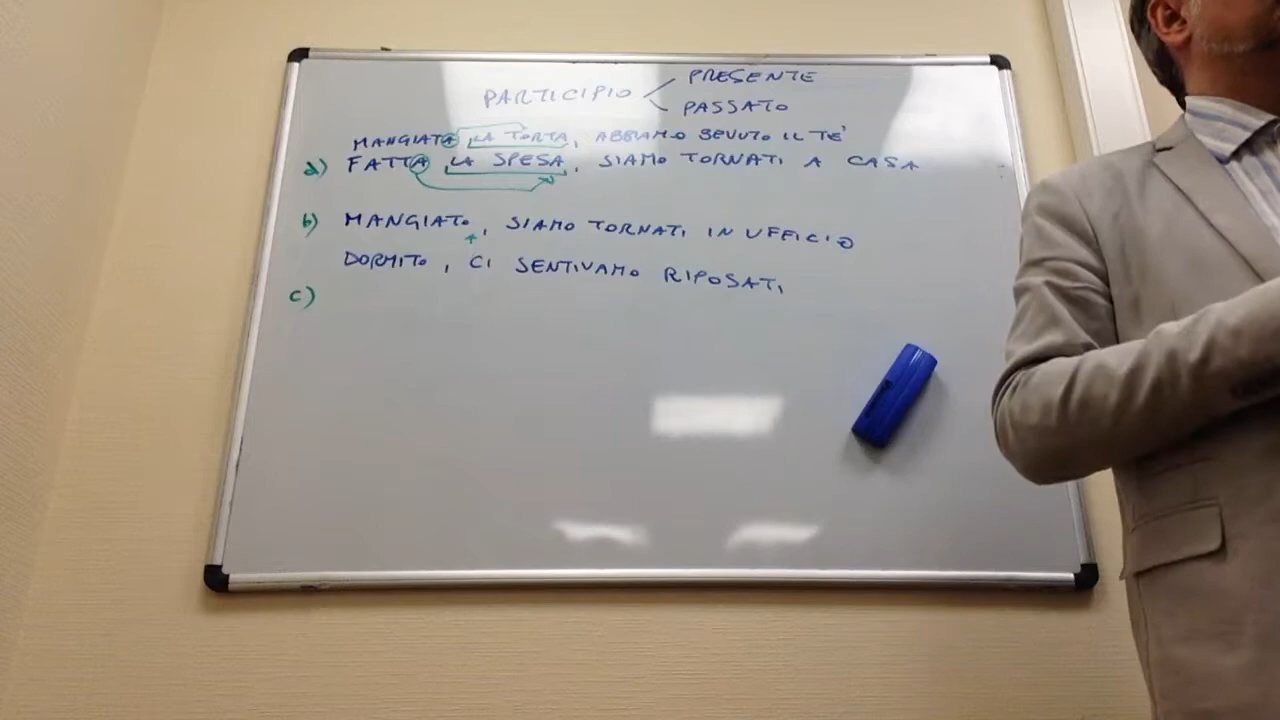 PARTICIPIO PRESENTE
PASSATO
MANGIATA LA TORTA, ABBIAMO BEVUTO IL TE'
a) FATTA LA SPESA, SIAMO TORNATI A CASA
b) MANGIATO, SIAMO TORNATI IN UFFICIO
DORMITO, CI SENTIVAMO RIPOSATI
c)